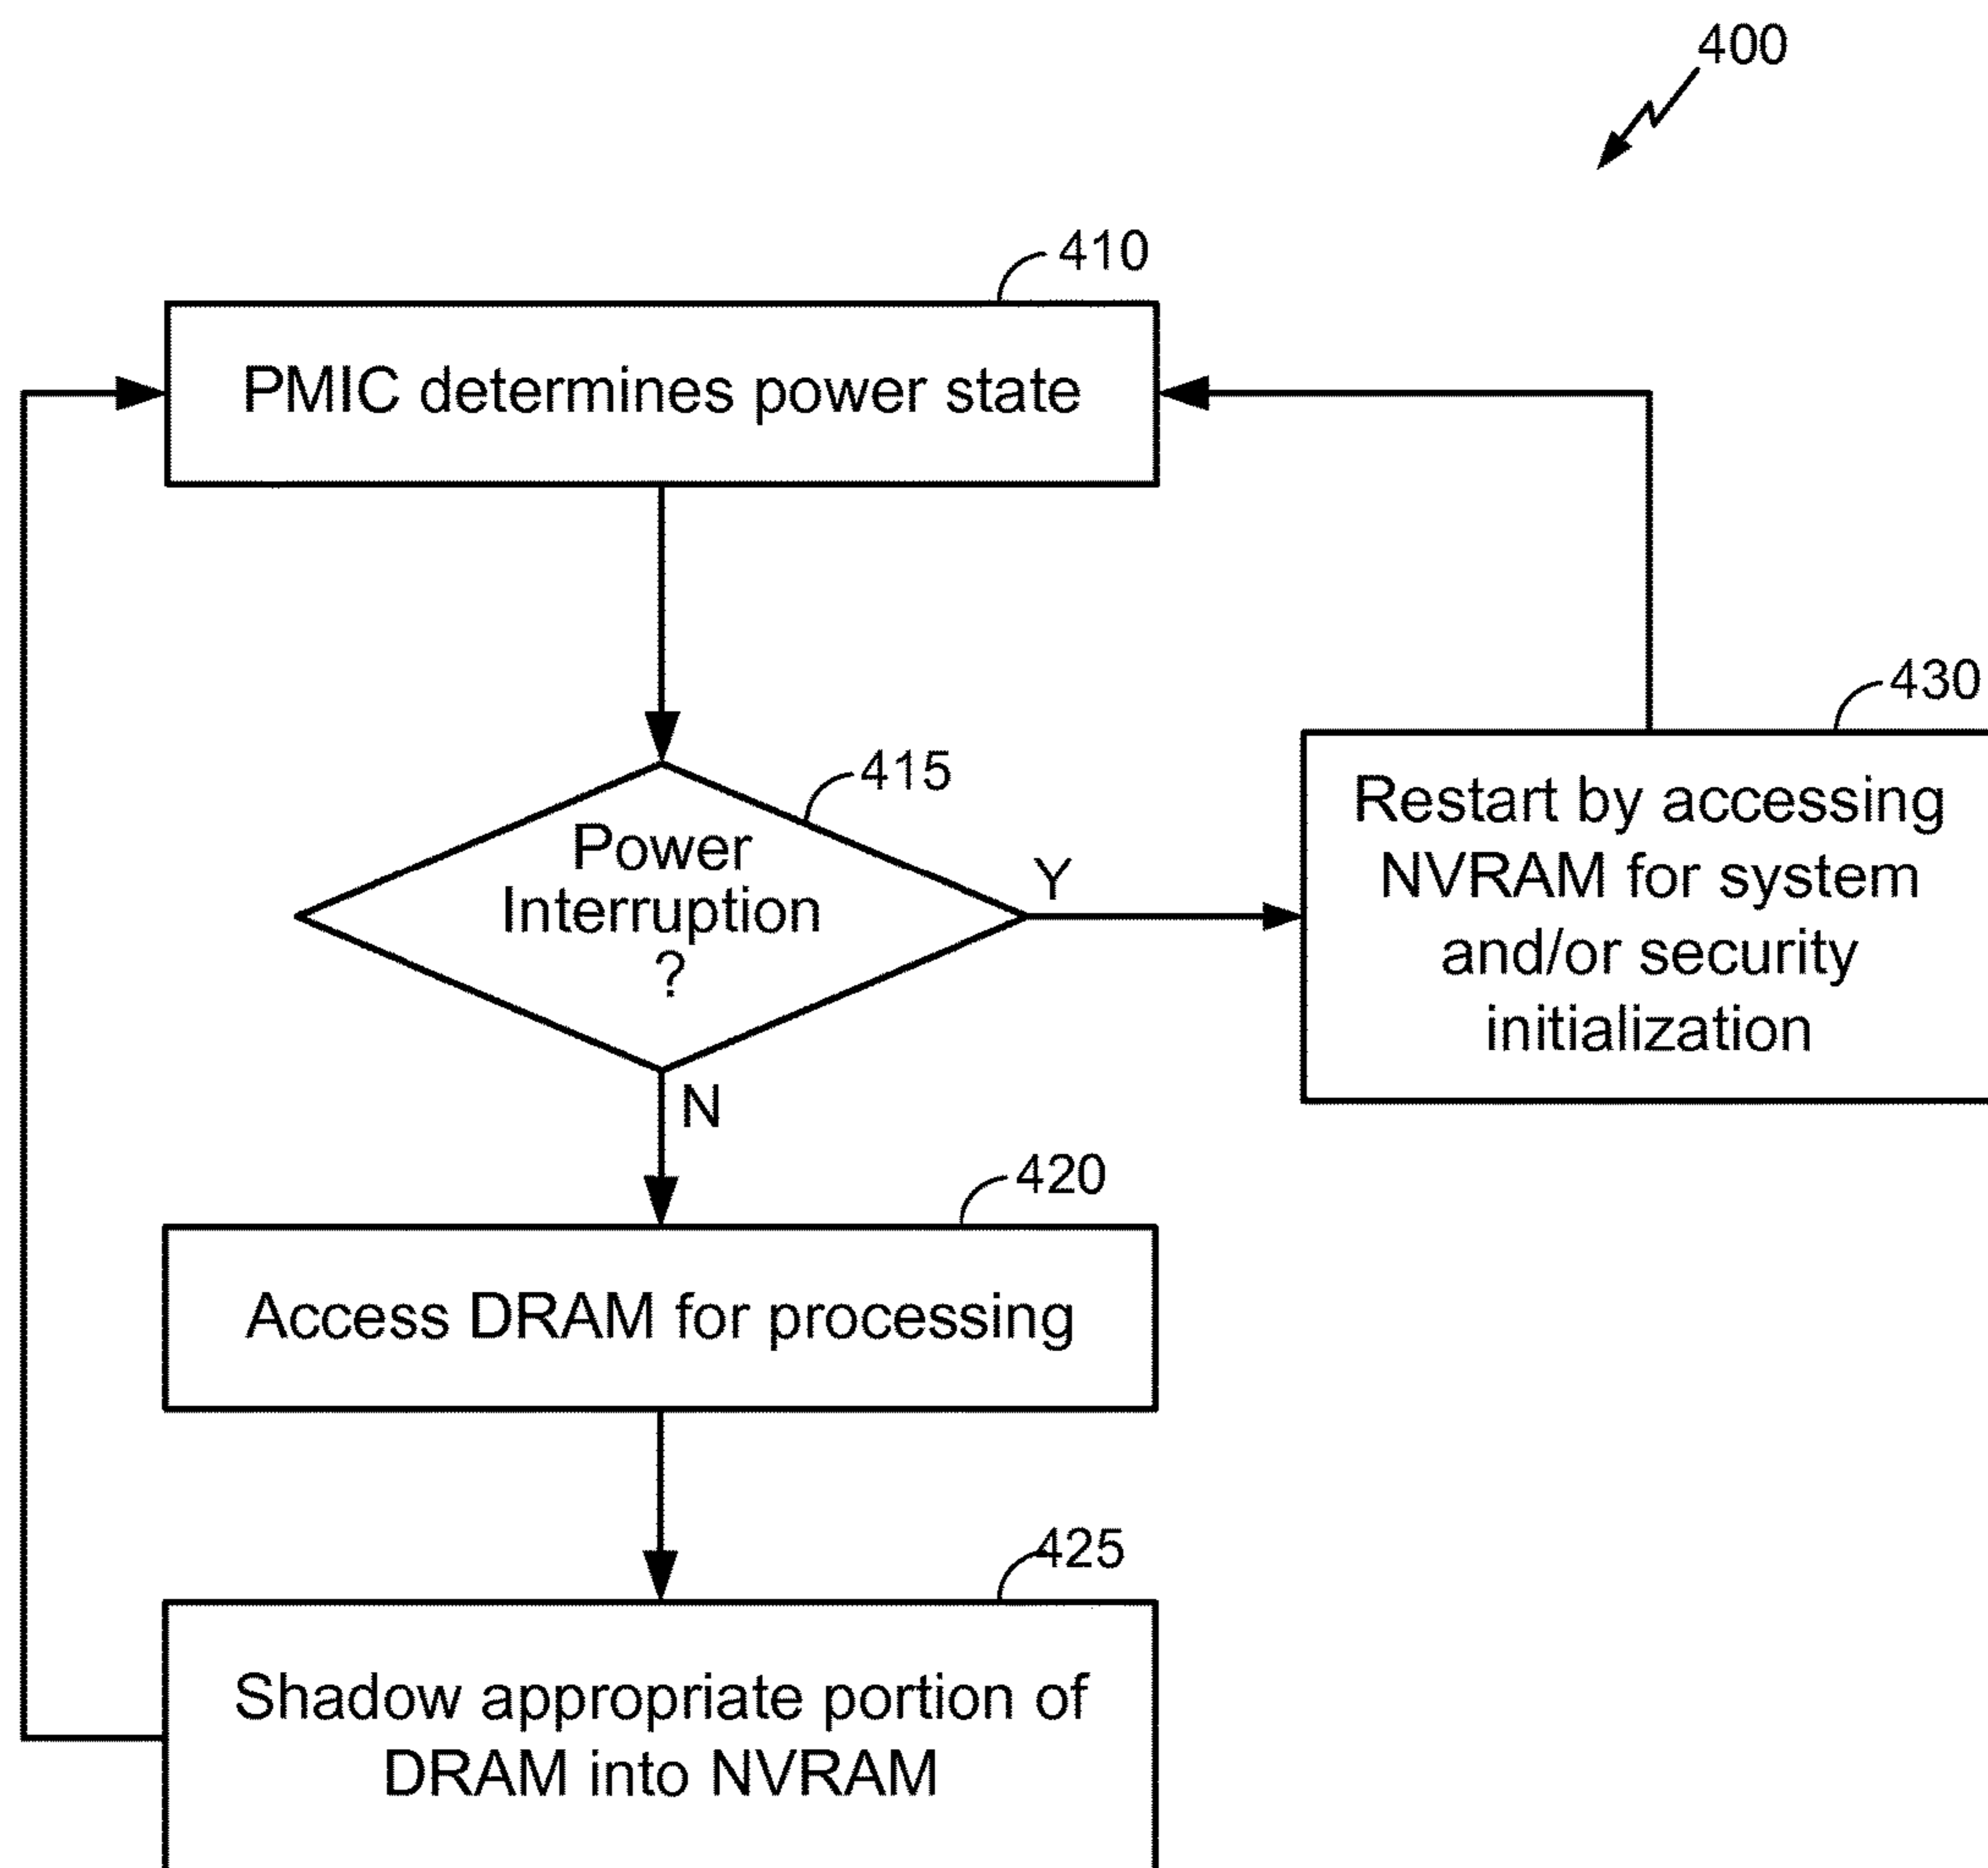 400
410
PMIC determines power state
430
415
Power
Interruption
?
Y
Restart by accessing
NVRAM for system
and/or security
initialization
N
420
Access DRAM for processing
425
Shadow appropriate portion of
DRAM into NVRAM